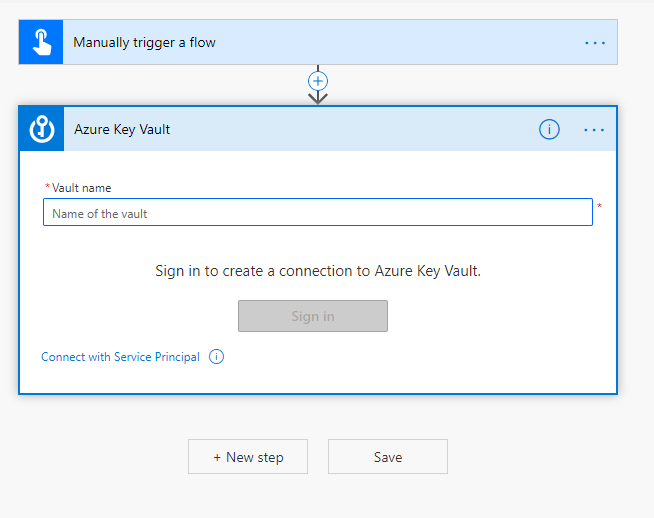 Manually trigger a flow
Azure Key Vault
* Vault name
Name of the vault *
Sign in to create a connection to Azure Key Vault.
Sign in
Connect with Service Principal
+ New step Save